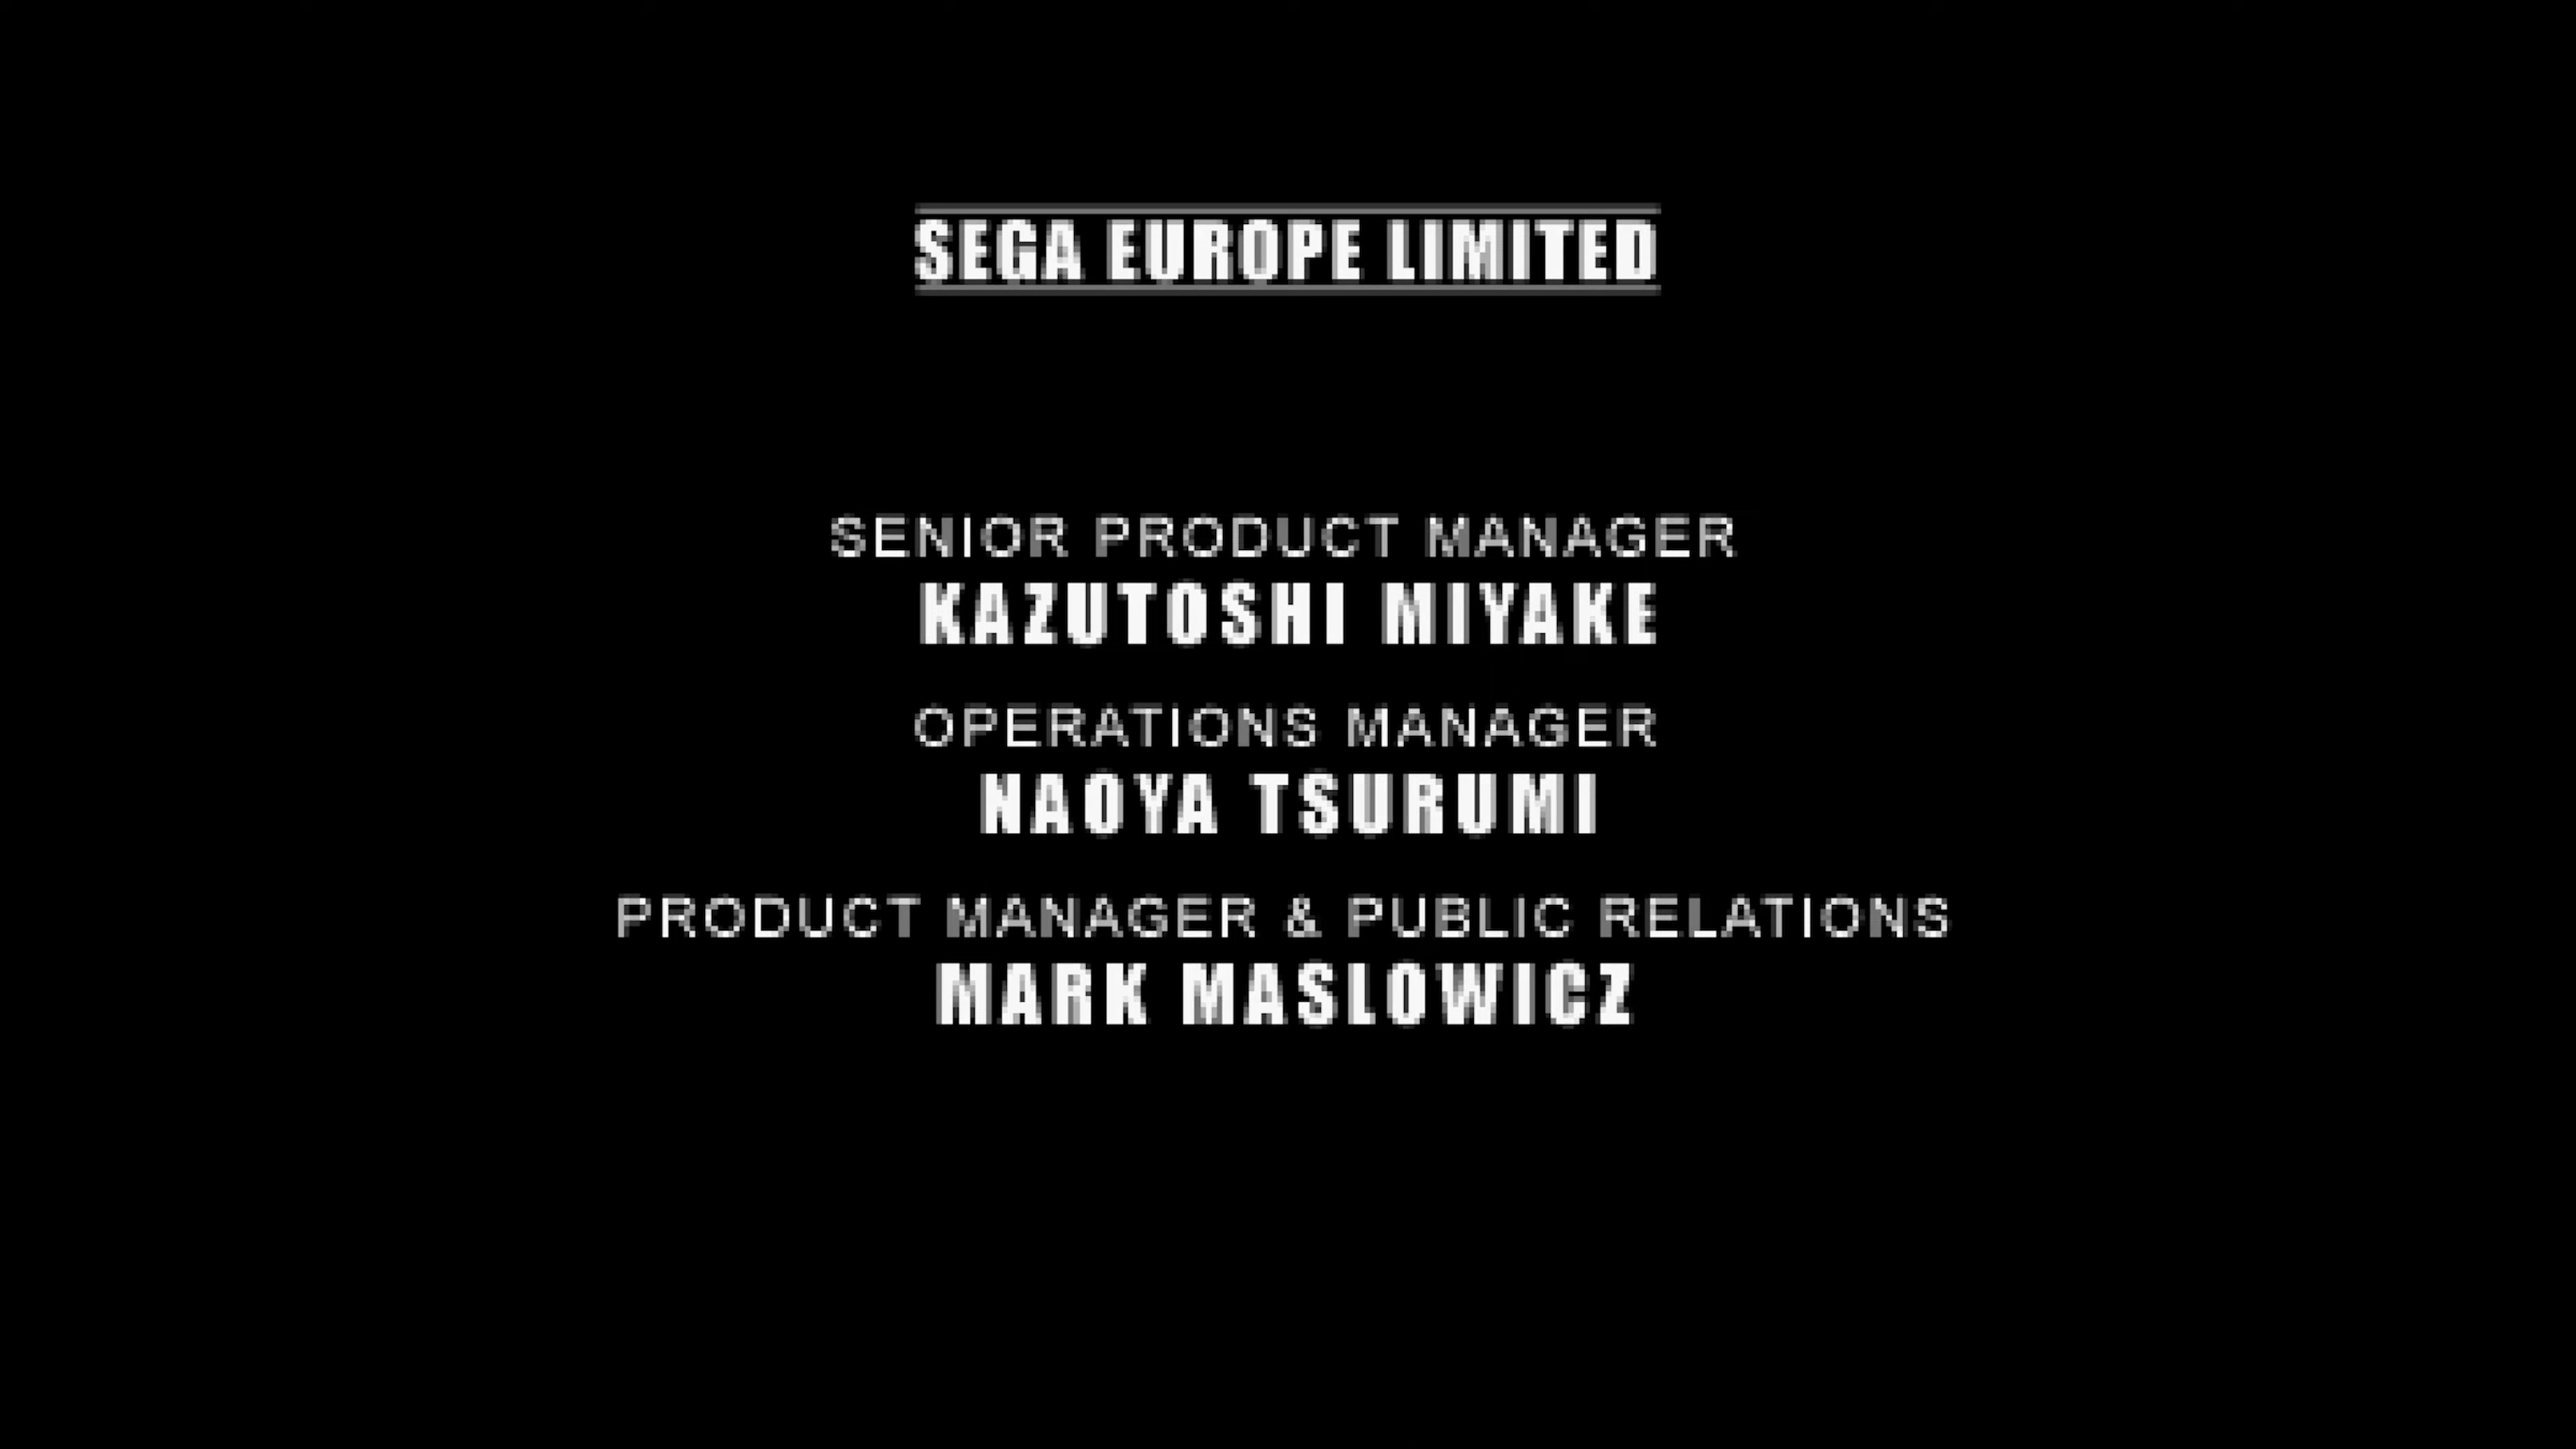 SEGA EUROPE LIMITED
SENIOR PRODUCT MANAGER
KAZUTOSHI MIYAKE
OPERATIONS MANAGER
NAOYA TSURUMI
PRODUCT MANAGER & PUBLIC RELATIONS
MARK MASLOWICZ